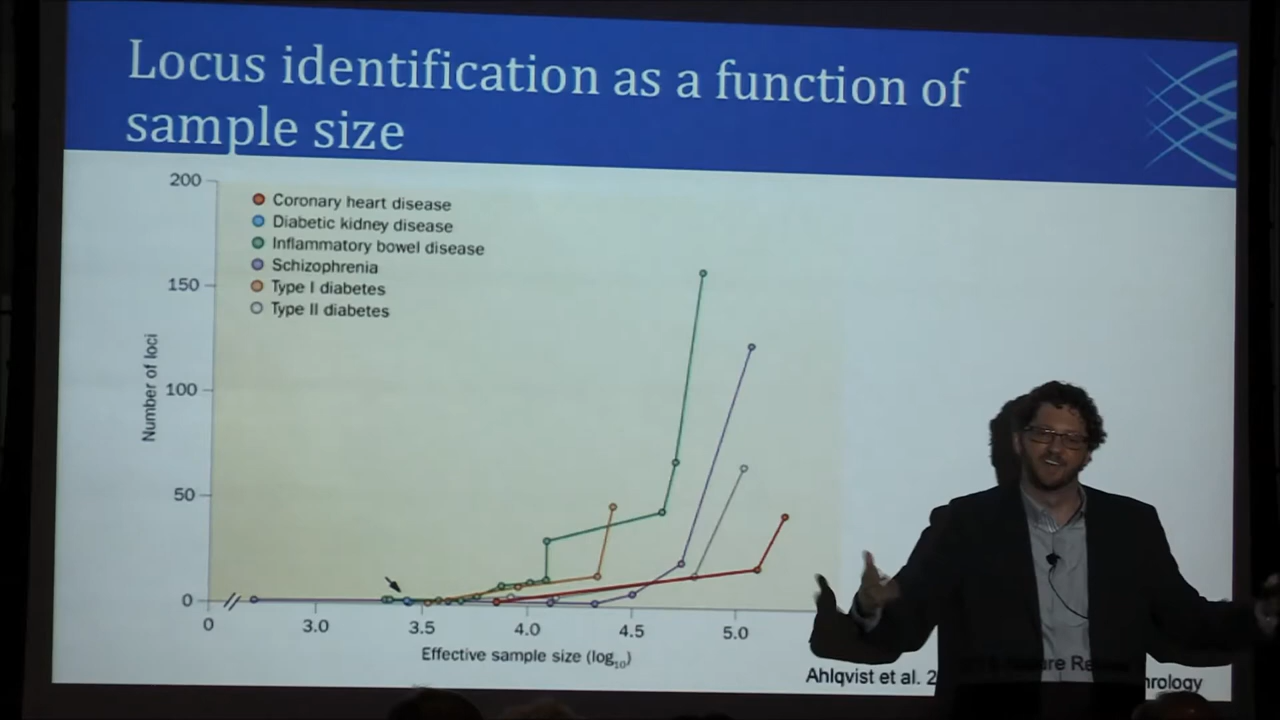 Locus identification as a function of
sample size
200
150
100
50
0
Number of loci
Coronary heart disease
Diabetic kidney disease
Inflammatory bowel disease
Schizophrenia
Type I diabetes
Type II diabetes
0 3.0 3.5 4.0 4.5 5.0
Effective sample size (log10)
Ahlqvist et al. 2